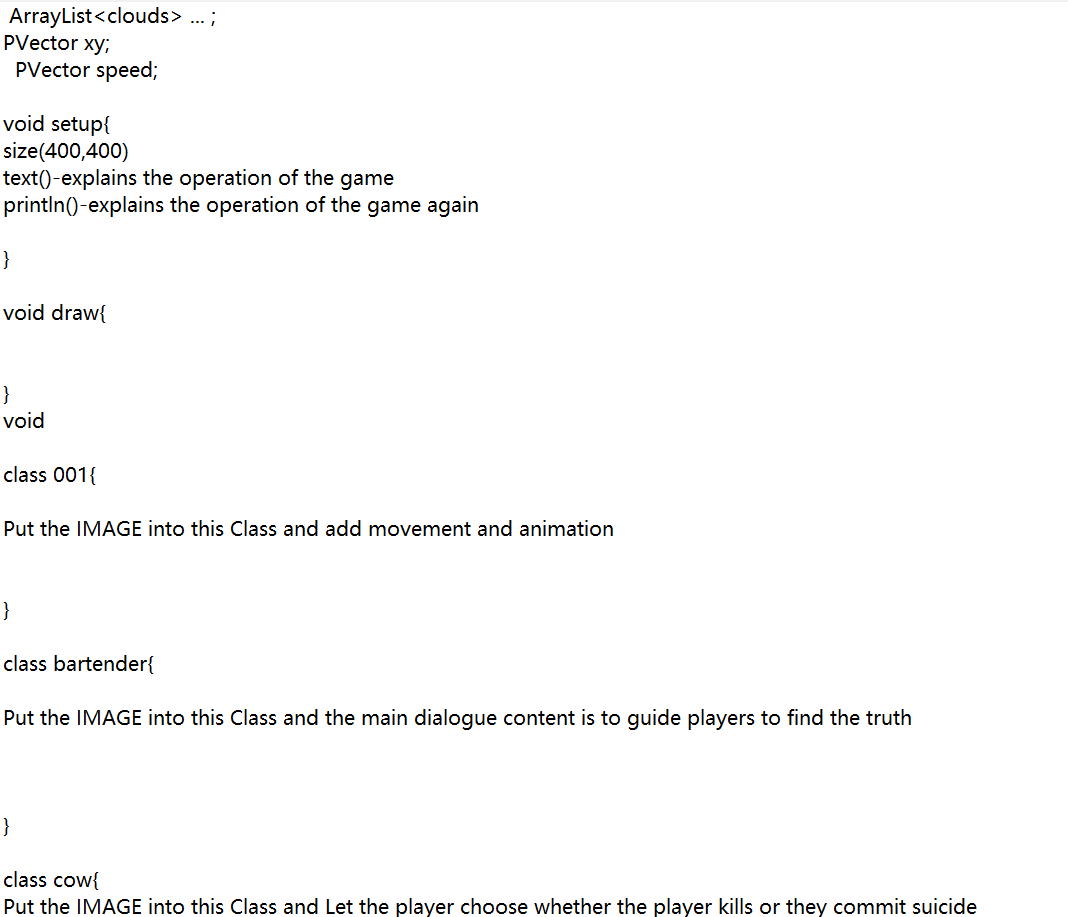 ArrayList<clouds> ... ;
PVector xy;
PVector speed;
void setup{
size(400,400)
text()-explains the operation of the game
println()-explains the operation of the game again
}
void draw{
}
void
class 001{
Put the IMAGE into this Class and add movement and animation
}
class bartender{
Put the IMAGE into this Class and the main dialogue content is to guide players to find the truth
}
class cow{
Put the IMAGE into this Class and Let the player choose whether the player kills or they commit suicide